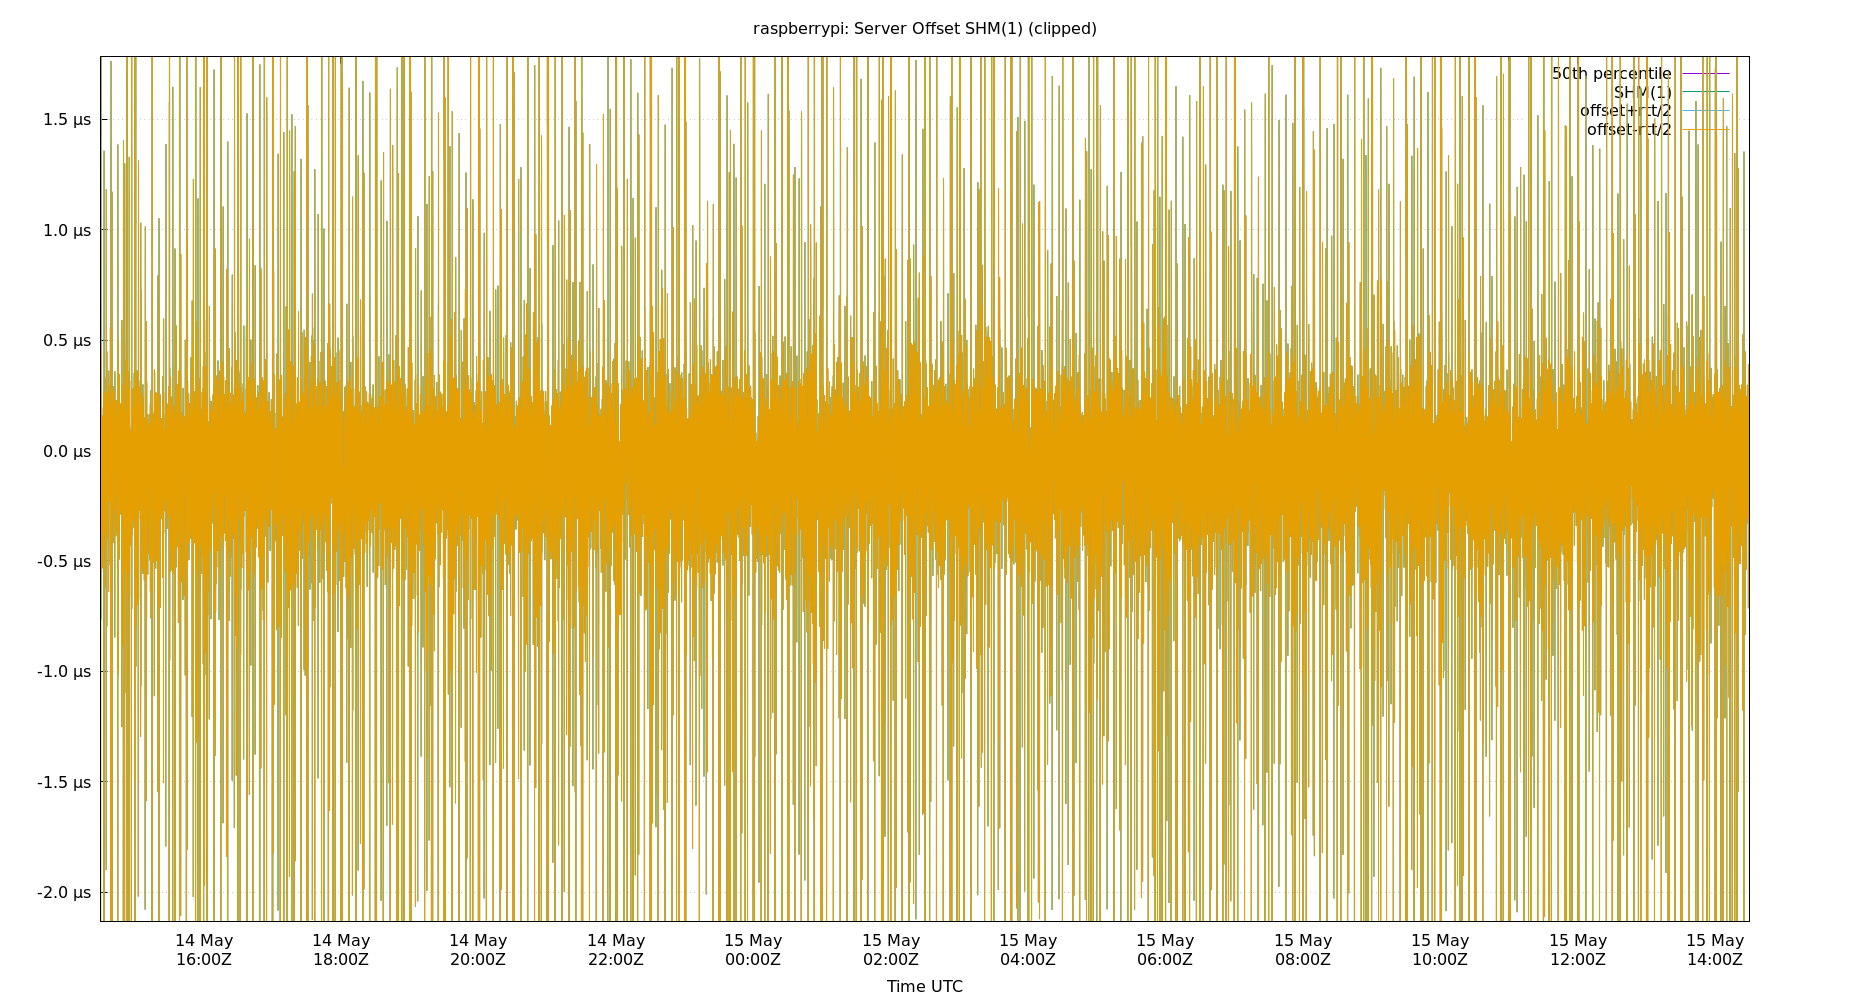 raspberrypi: Server Offset SHM(1) (clipped)
50th percentile
SHM(1)
offset+rtt/2
offset-rtt/2
1.5 µs
1.0 µs
0.5 µs
0.0 µs
-0.5 µs
-1.0 µs
-1.5 µs
-2.0 µs
14 May 14 May 14 May 14 May 15 May 15 May 15 May 15 May 15 May 15 May 15 May 15 May
16:00Z 18:00Z 20:00Z 22:00Z 00:00Z 02:00Z 04:00Z 06:00Z 08:00Z 10:00Z 12:00Z 14:00Z
Time UTC